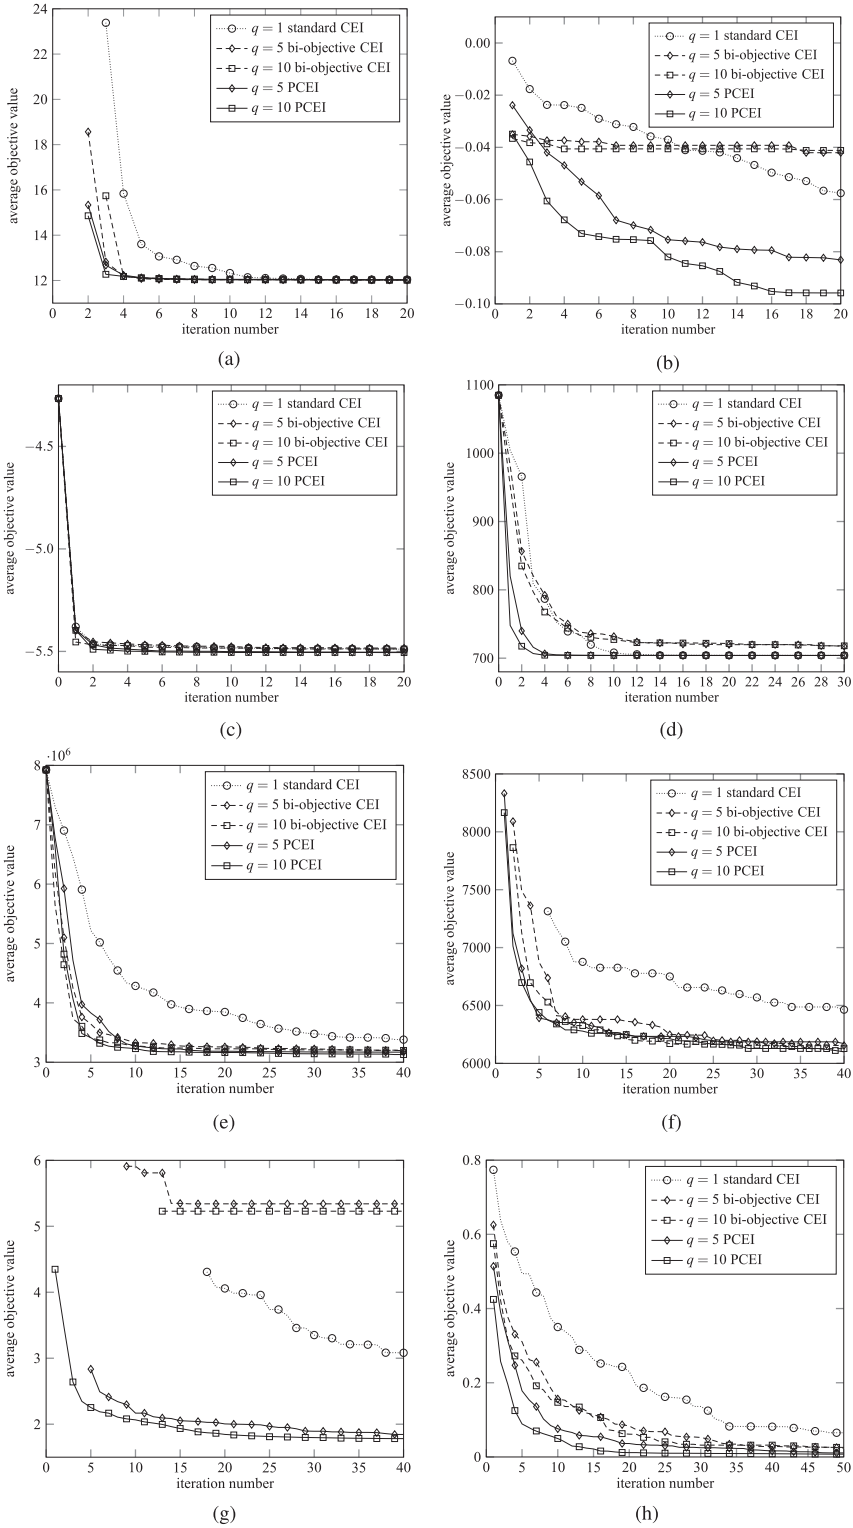 24
22
20
18
16
14
12
average objective value
0 2 4 6 8 10 12 14 16 18 20
iteration number
q = 1 standard CEI
q = 5 bi-objective CEI
q = 10 bi-objective CEI
q = 5 PCEI
q = 10 PCEI
(a)
0.00
−0.02
−0.04
−0.06
−0.08
−0.10
average objective value
0 2 4 6 8 10 12 14 16 18 20
iteration number
q = 1 standard CEI
q = 5 bi-objective CEI
q = 10 bi-objective CEI
q = 5 PCEI
q = 10 PCEI
(b)
−4.5
−5.0
−5.5
average objective value
0 2 4 6 8 10 12 14 16 18 20
iteration number
q = 1 standard CEI
q = 5 bi-objective CEI
q = 10 bi-objective CEI
q = 5 PCEI
q = 10 PCEI
(c)
1100
1000
900
800
700
average objective value
0 2 4 6 8 10 12 14 16 18 20 22 24 26 28 30
iteration number
q = 1 standard CEI
q = 5 bi-objective CEI
q = 10 bi-objective CEI
q = 5 PCEI
q = 10 PCEI
(d)
·10⁶
8
7
6
5
4
3
average objective value
0 5 10 15 20 25 30 35 40
iteration number
q = 1 standard CEI
q = 5 bi-objective CEI
q = 10 bi-objective CEI
q = 5 PCEI
q = 10 PCEI
(e)
8500
8000
7500
7000
6500
6000
average objective value
0 5 10 15 20 25 30 35 40
iteration number
q = 1 standard CEI
q = 5 bi-objective CEI
q = 10 bi-objective CEI
q = 5 PCEI
q = 10 PCEI
(f)
6
5
4
3
2
average objective value
0 5 10 15 20 25 30 35 40
iteration number
(g)
0.8
0.6
0.4
0.2
0
average objective value
0 5 10 15 20 25 30 35 40 45 50
iteration number
q = 1 standard CEI
q = 5 bi-objective CEI
q = 10 bi-objective CEI
q = 5 PCEI
q = 10 PCEI
(h)